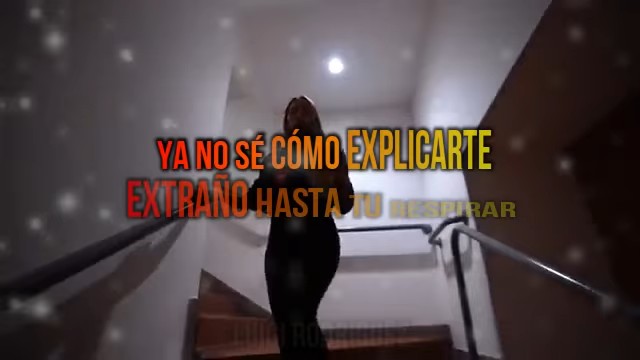 YA NO SÉ CÓMO EXPLICARTE
EXTRAÑO HASTA TU RESPIRAR